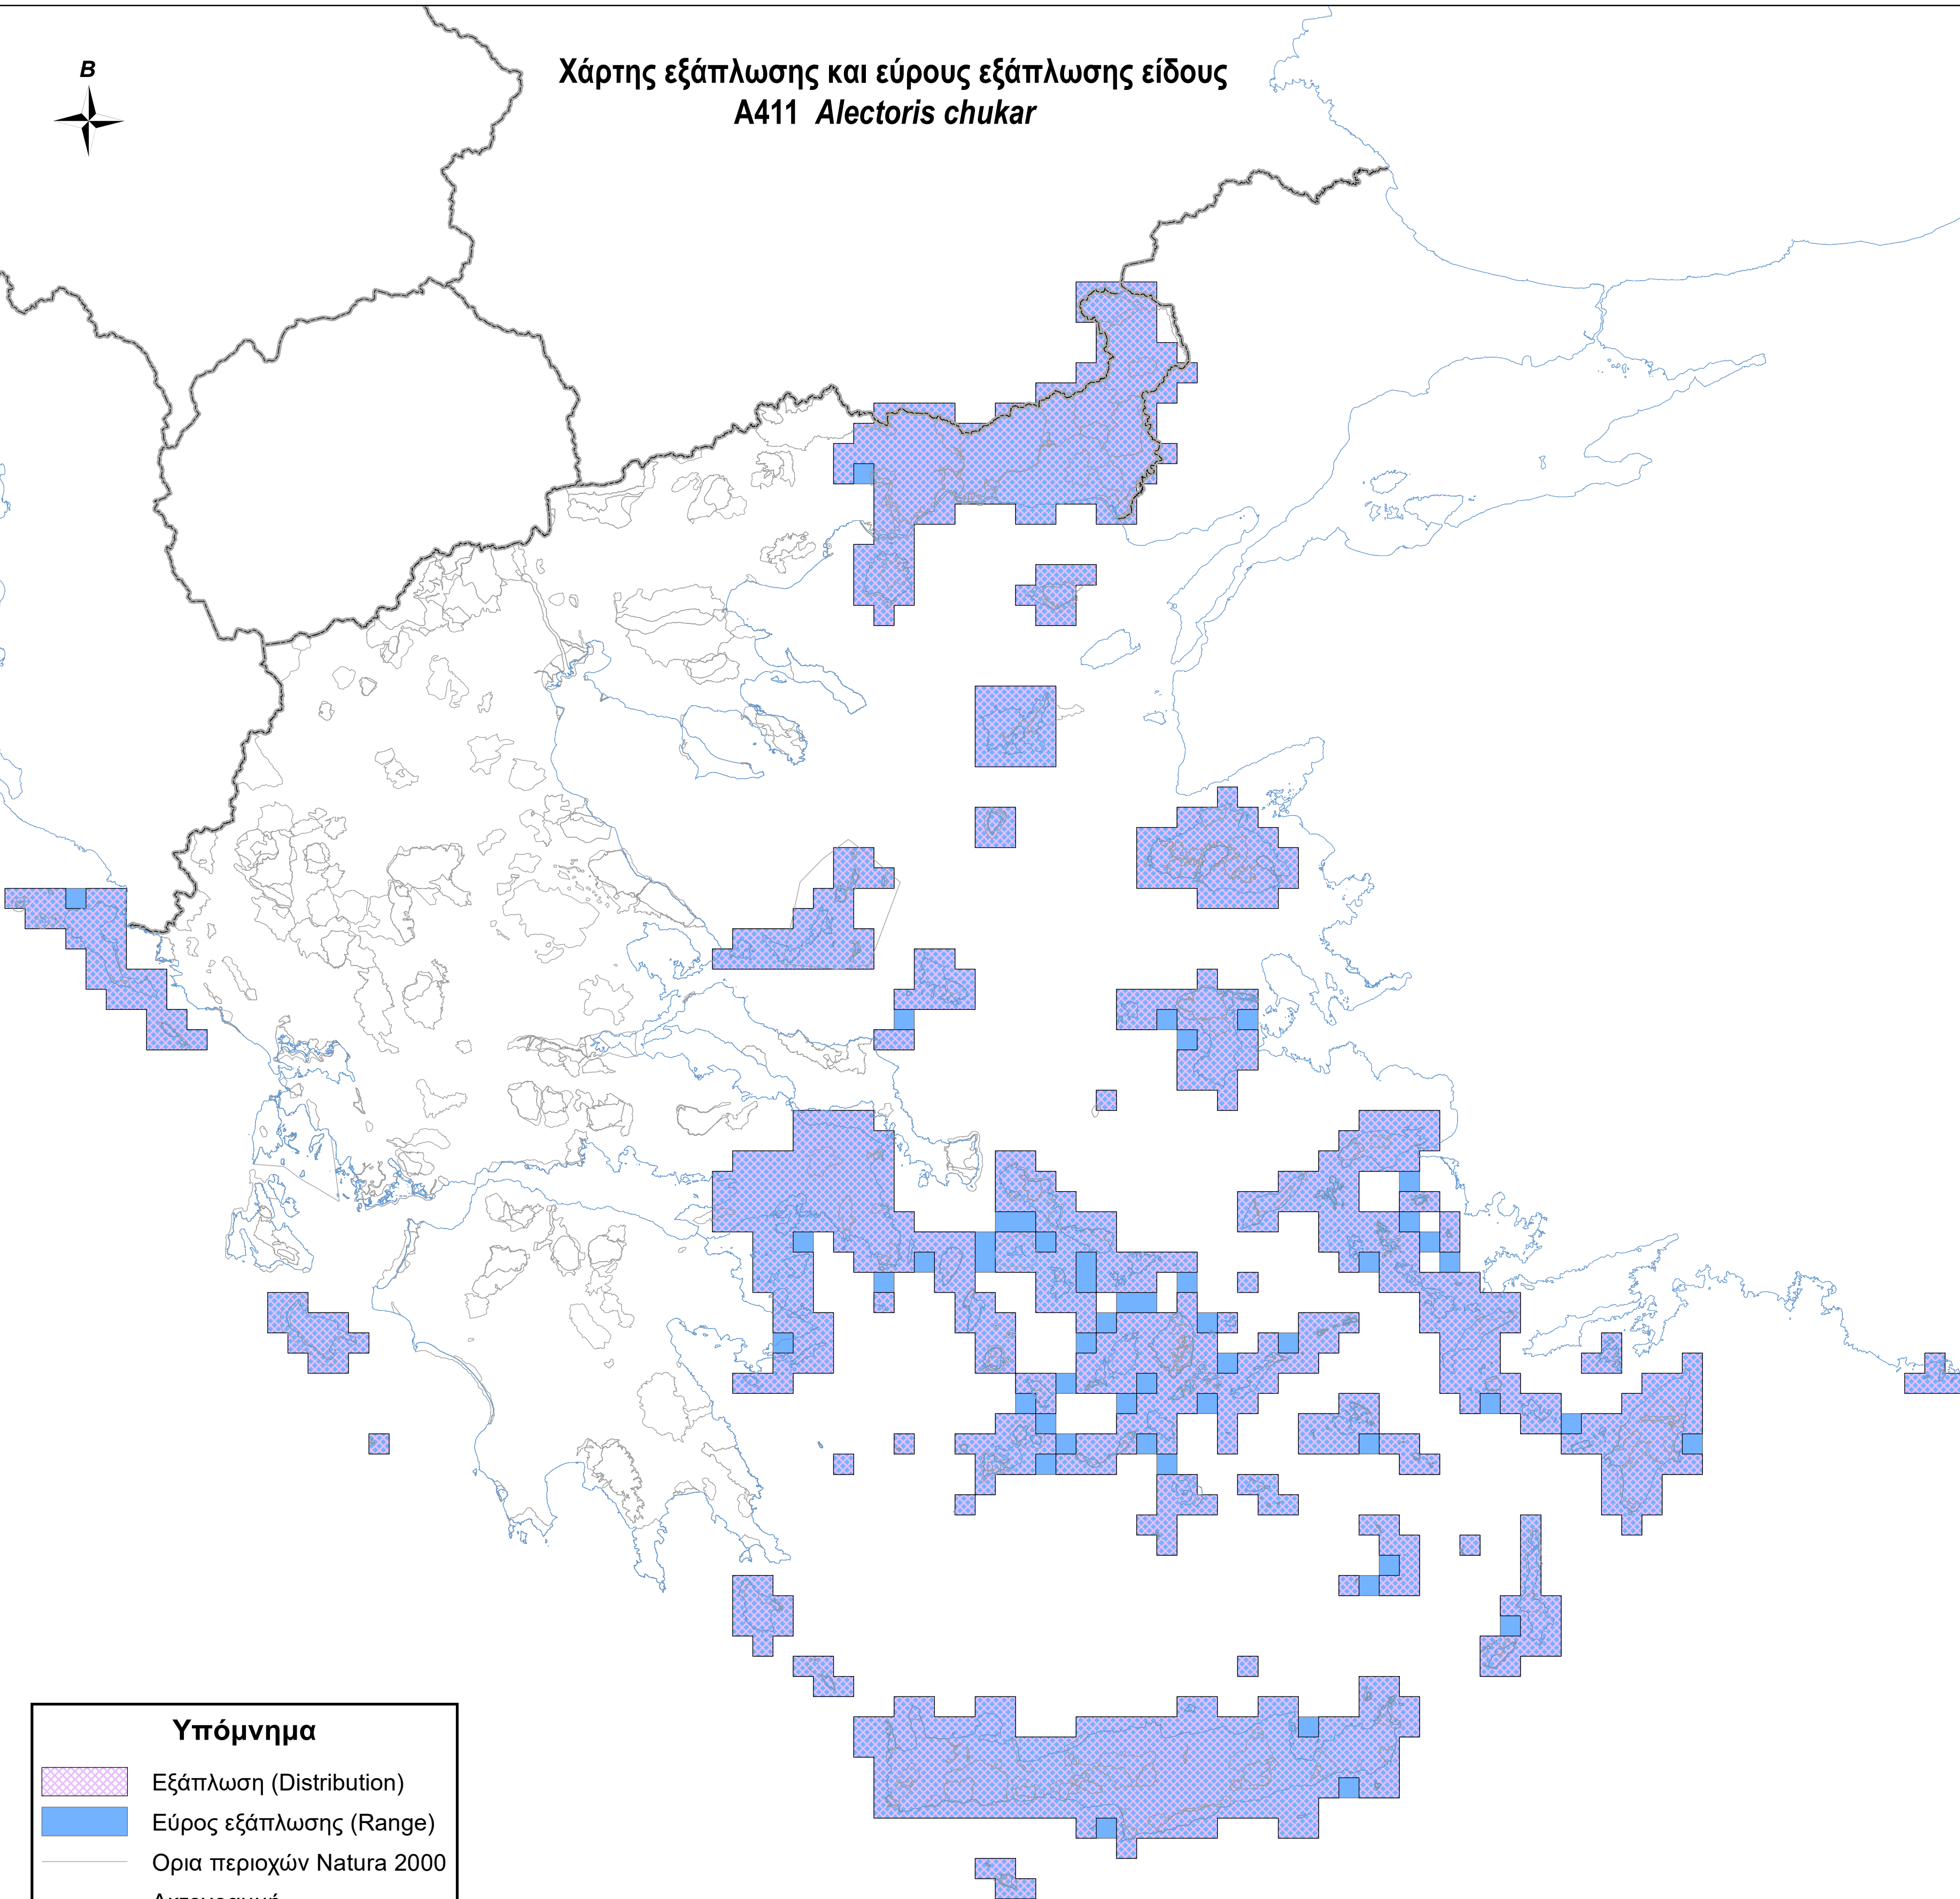 Β
Χάρτης εξάπλωσης και εύρους εξάπλωσης είδους
A411 Alectoris chukar
Υπόμνημα
Εξάπλωση (Distribution)
Εύρος εξάπλωσης (Range)
Ορια περιοχών Natura 2000